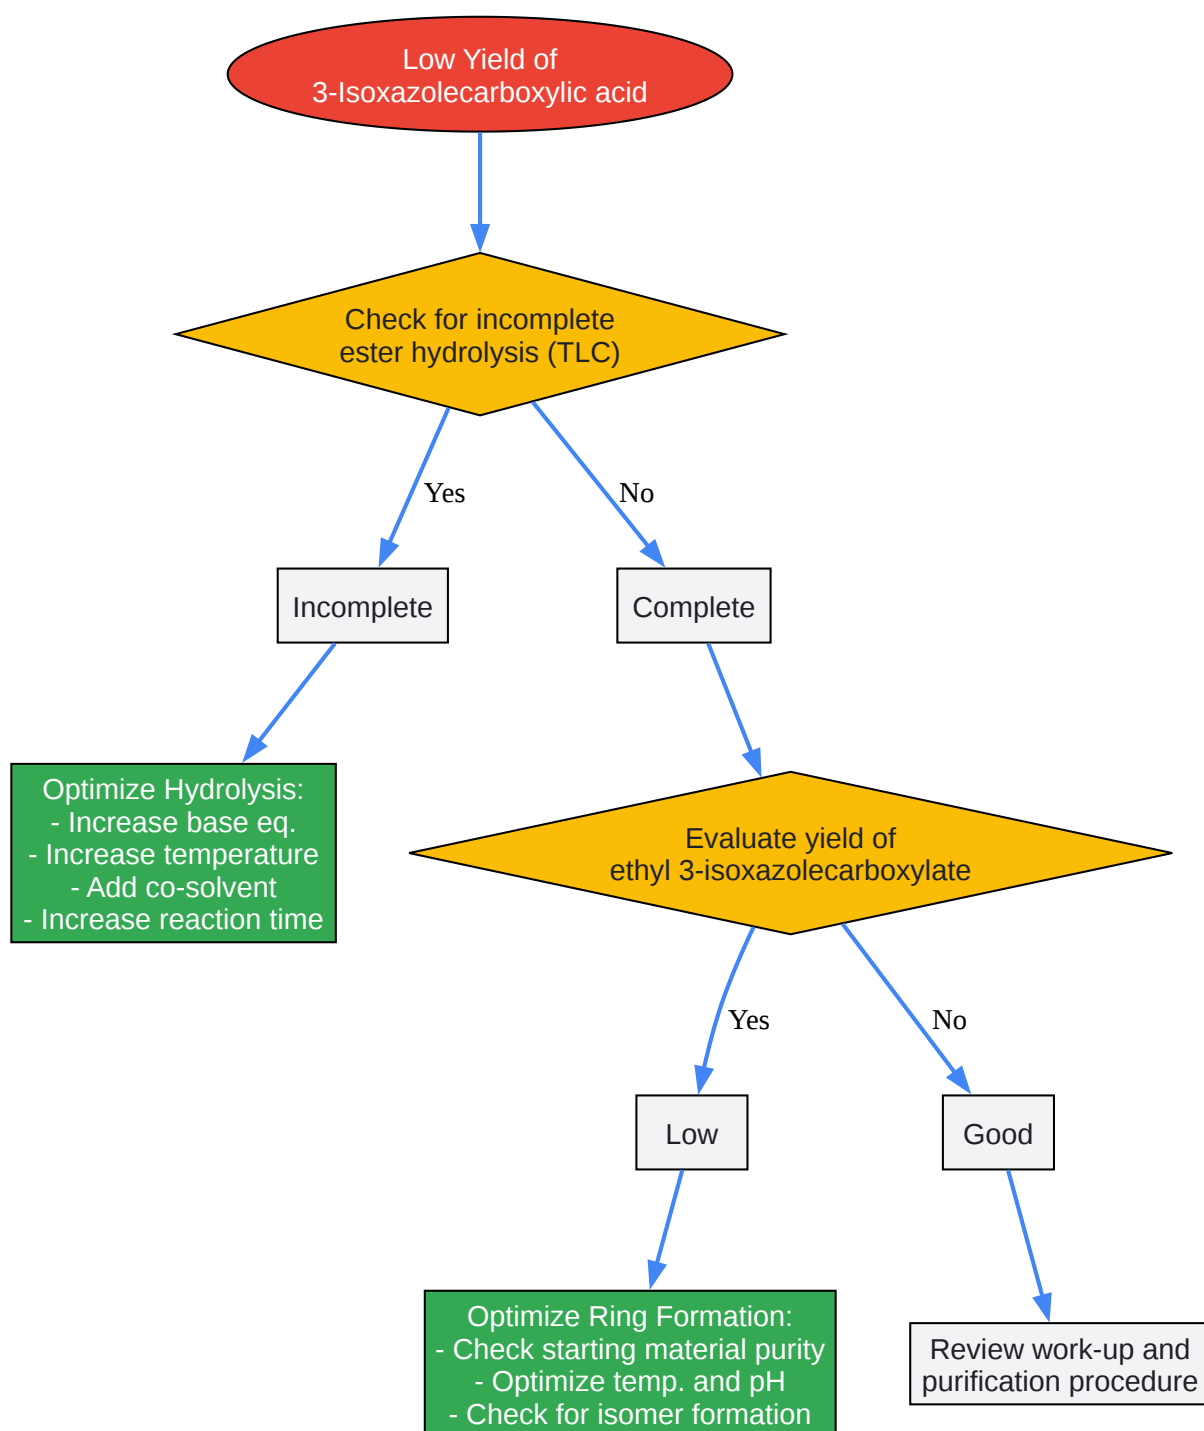 Low Yield of
3-Isoxazolecarboxylic acid
Check for incomplete
ester hydrolysis (TLC)
Yes
No
Incomplete
Complete
Optimize Hydrolysis:
- Increase base eq.
- Increase temperature
- Add co-solvent
- Increase reaction time
Evaluate yield of
ethyl 3-isoxazolecarboxylate
Yes
No
Low
Good
Optimize Ring Formation:
- Check starting material purity
- Optimize temp. and pH
- Check for isomer formation
Review work-up and
purification procedure